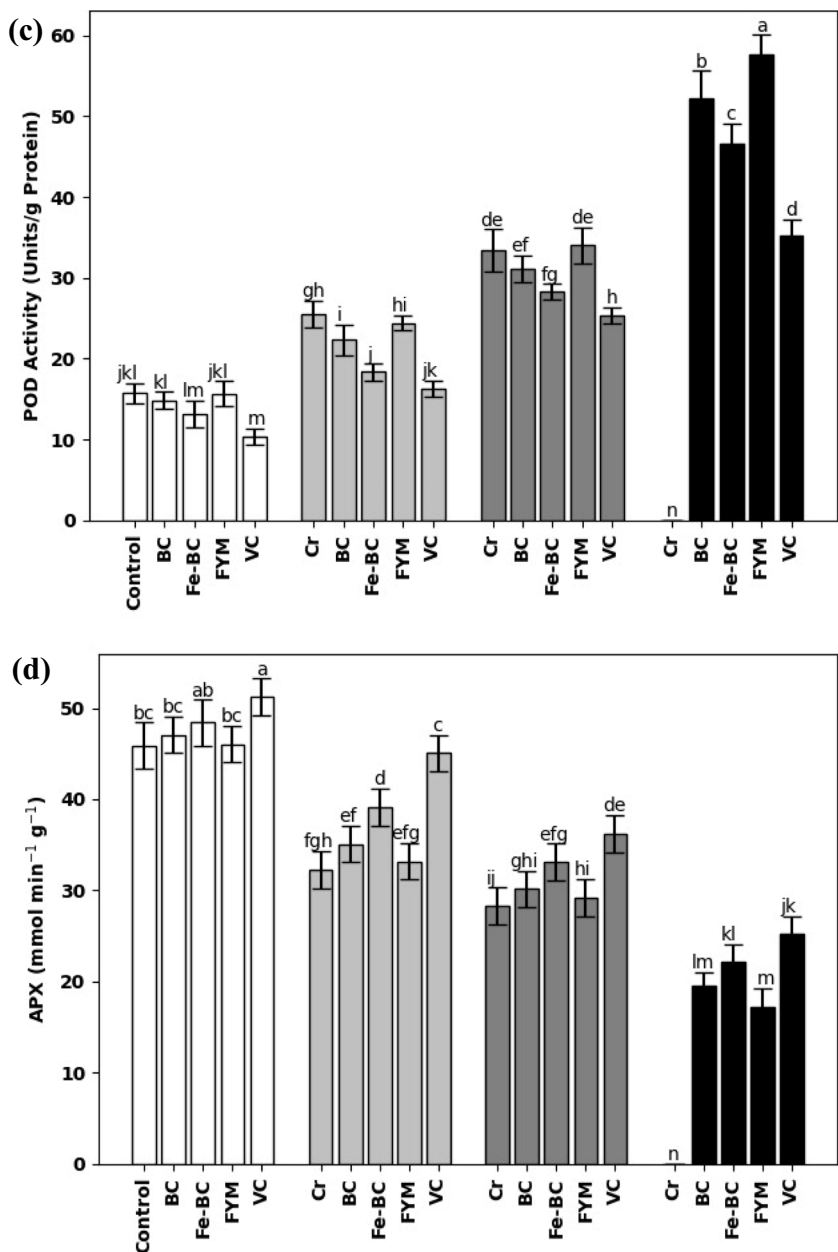 (c)
POD Activity (Units/g Protein)
60
50
40
30
20
10
0
jkl kl lm jkl m
gh i j hi jk
de ef fg de h
n b c a d
Control BC Fe-BC FYM VC
Cr BC Fe-BC FYM VC
Cr BC Fe-BC FYM VC
Cr BC Fe-BC FYM VC
(d)
APX (mmol min⁻¹ g⁻¹)
50
40
30
20
10
0
bc bc ab bc a
fgh ef d efg c
ij ghi efg hi de
n lm kl m jk
Control BC Fe-BC FYM VC
Cr BC Fe-BC FYM VC
Cr BC Fe-BC FYM VC
Cr BC Fe-BC FYM VC